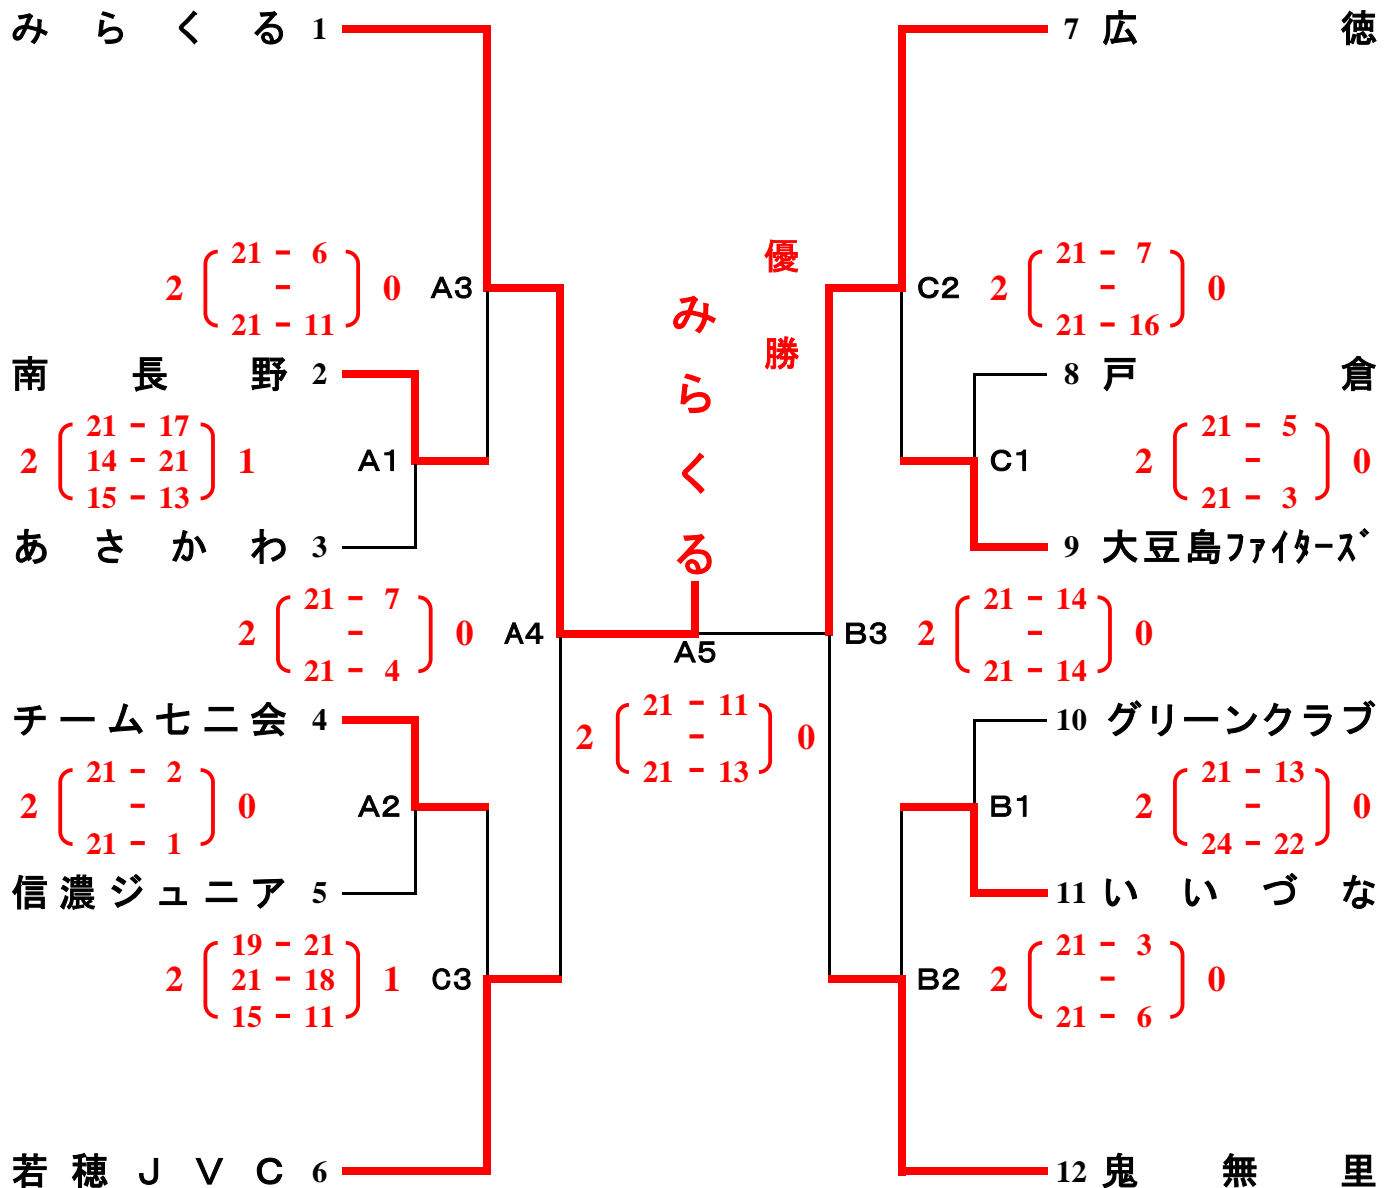 みらくる 1
7 広徳
優勝
みらくる
21 - 6
2 - 0 A3
21 - 11
C2 21 - 7
2 - 0
21 - 16
南長野 2
8 戸倉
21 - 17
2 14 - 21 1 A1
15 - 13
C1 21 - 5
2 - 0
21 - 3
あさかわ 3
9 大豆島ファイターズ
21 - 7
2 - 0 A4
21 - 4
A5
B3 21 - 14
2 - 0
21 - 14
21 - 11
2 - 0
21 - 13
チーム七二会 4
10 グリーンクラブ
21 - 2
2 - 0 A2
21 - 1
B1 21 - 13
2 - 0
24 - 22
信濃ジュニア 5
11 いいづな
19 - 21
2 21 - 18 1 C3
15 - 11
B2 21 - 3
2 - 0
21 - 6
若穂JVC 6
12 鬼無里